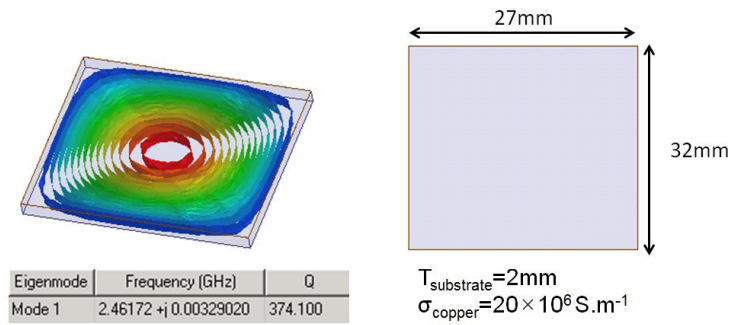 27mm
32mm
Eigenmode Frequency (GHz) Q
Mode 1 2.46172 +j 0.00329020 374.100
Tsubstrate=2mm
σcopper=20×10⁶ S.m⁻¹